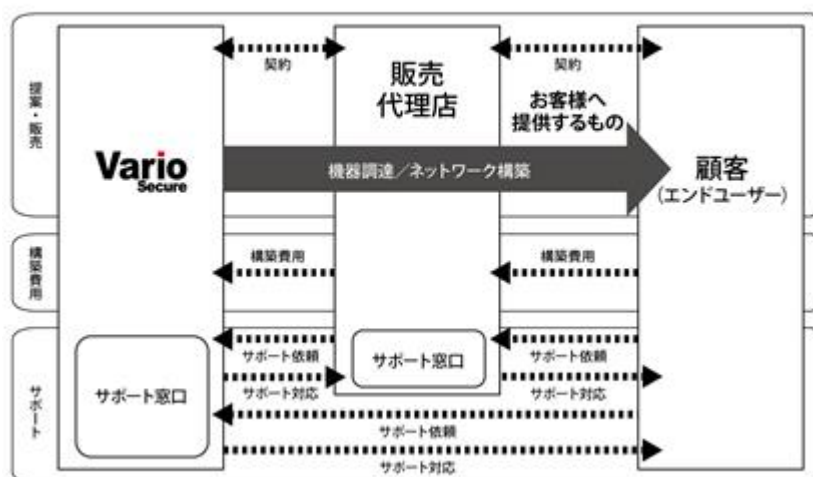 提案・販売
契約
販売
代理店
契約
お客様へ
提供するもの
Vario
Secure
機器調達／ネットワーク構築
顧客
(エンドユーザー)
構築費用
構築費用
構築費用
サポート
サポート窓口
サポート依頼
サポート対応
サポート窓口
サポート依頼
サポート対応
サポート依頼
サポート対応